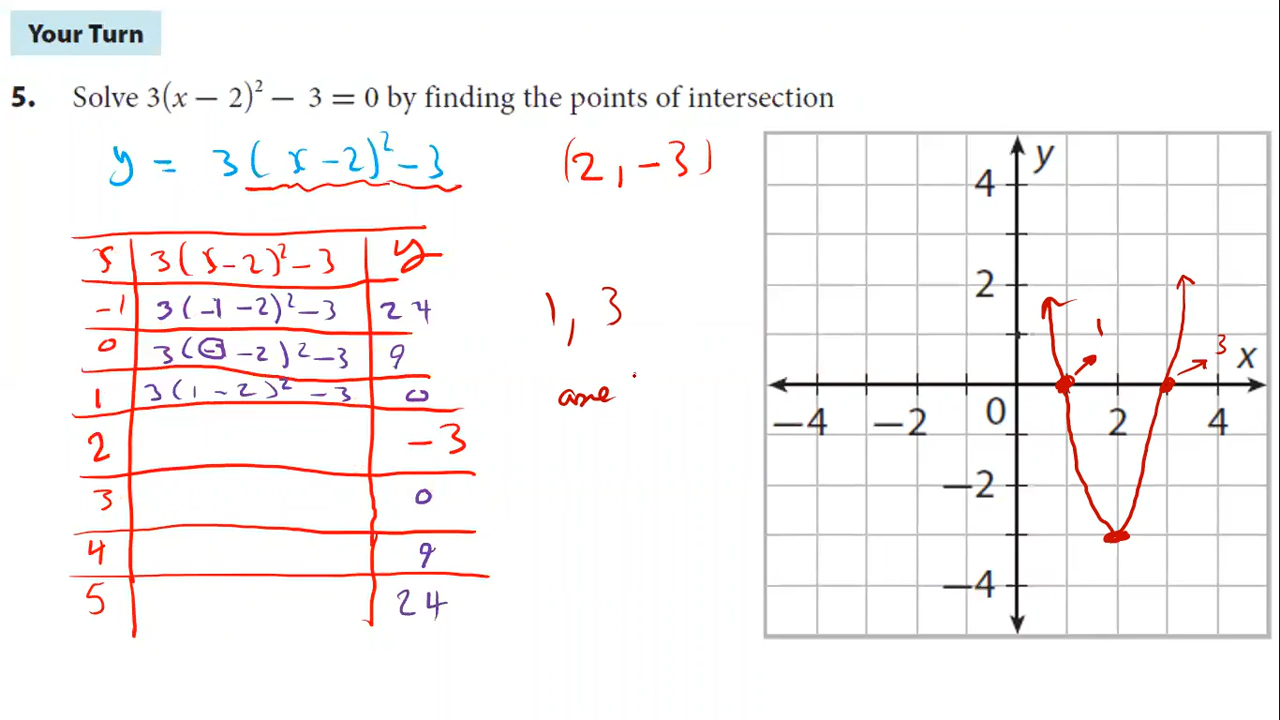 Your Turn
5. Solve 3(x − 2)² − 3 = 0 by finding the points of intersection
y = 3(x-2)²-3
(2, -3)
x 3(x-2)²-3 y
-1 3(-1-2)²-3 24
0 3(0-2)²-3 9
1 3(1-2)²-3 0
2 -3
3 0
4 9
5 24
1, 3
are
y
4
2
1
3
x
−4 −2 0 2 4
−2
−4